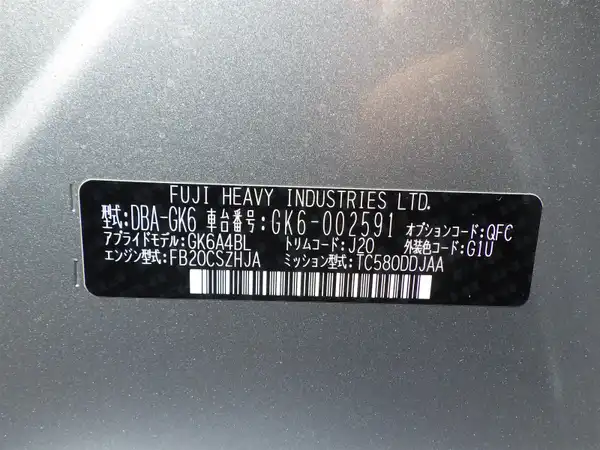 FUJI HEAVY INDUSTRIES LTD.
型式:DBA-GK6 車台番号:GK6-002591 オプションコード:QFC
アプライドモデル:GK6A4BL トリムコード:J20 外装色コード:G1U
エンジン型式:FB20CSZHJA ミッション型式:TC580DDJAA